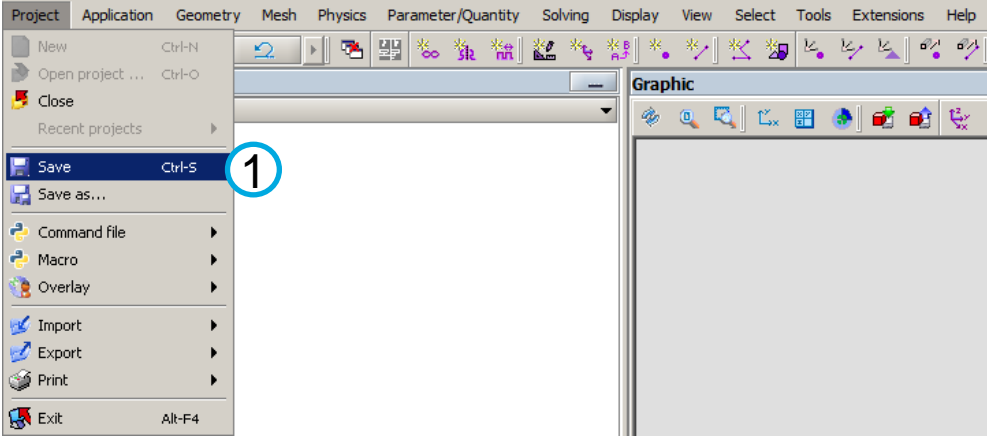 Project Application Geometry Mesh Physics Parameter/Quantity Solving Display View Select Tools Extensions Help
New Ctrl-N
Open project ... Ctrl-O
Close
Recent projects
Save Ctrl-S
1
Save as...
Command file
Macro
Overlay
Import
Export
Print
Exit Alt-F4
Graphic